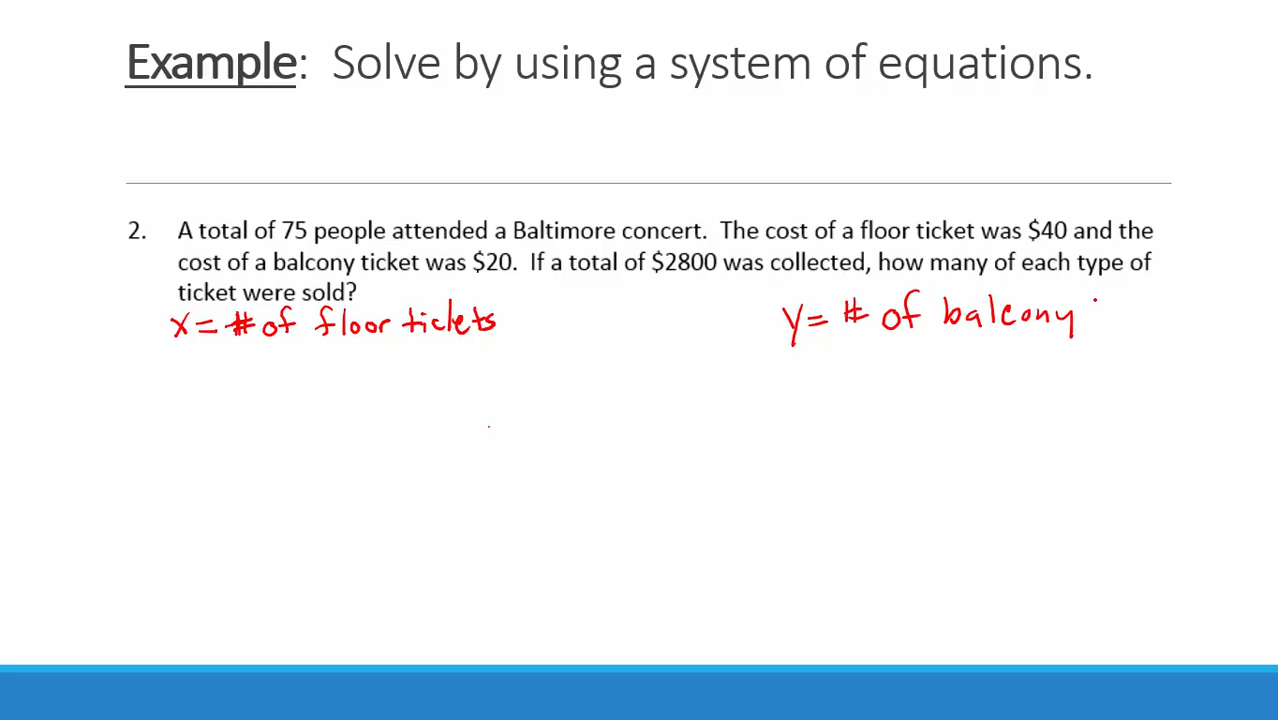 Example: Solve by using a system of equations.
2. A total of 75 people attended a Baltimore concert. The cost of a floor ticket was $40 and the
cost of a balcony ticket was $20. If a total of $2800 was collected, how many of each type of
ticket were sold?
x = # of floor tickets
y = # of balcony